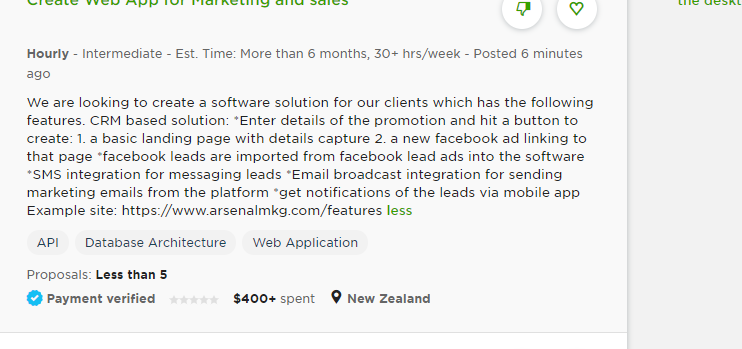 Create Web App for Marketing and sales
the deskt
Hourly - Intermediate - Est. Time: More than 6 months, 30+ hrs/week - Posted 6 minutes
ago
We are looking to create a software solution for our clients which has the following
features. CRM based solution: *Enter details of the promotion and hit a button to
create: 1. a basic landing page with details capture 2. a new facebook ad linking to
that page *facebook leads are imported from facebook lead ads into the software
*SMS integration for messaging leads *Email broadcast integration for sending
marketing emails from the platform *get notifications of the leads via mobile app
Example site: https://www.arsenalmkg.com/features less
API Database Architecture Web Application
Proposals: Less than 5
Payment verified $400+ spent New Zealand